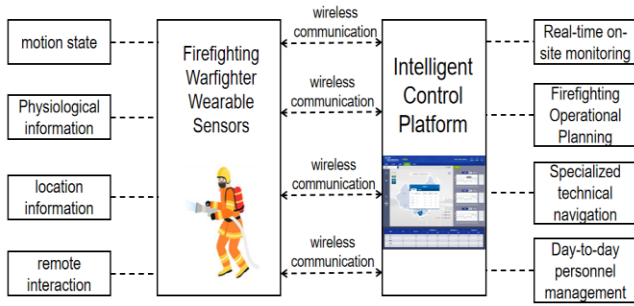 motion state
Physiological
information
location
information
remote
interaction
Firefighting
Warfighter
Wearable
Sensors
wireless
communication
wireless
communication
wireless
communication
wireless
communication
Intelligent
Control
Platform
Real-time on-
site monitoring
Firefighting
Operational
Planning
Specialized
technical
navigation
Day-to-day
personnel
management